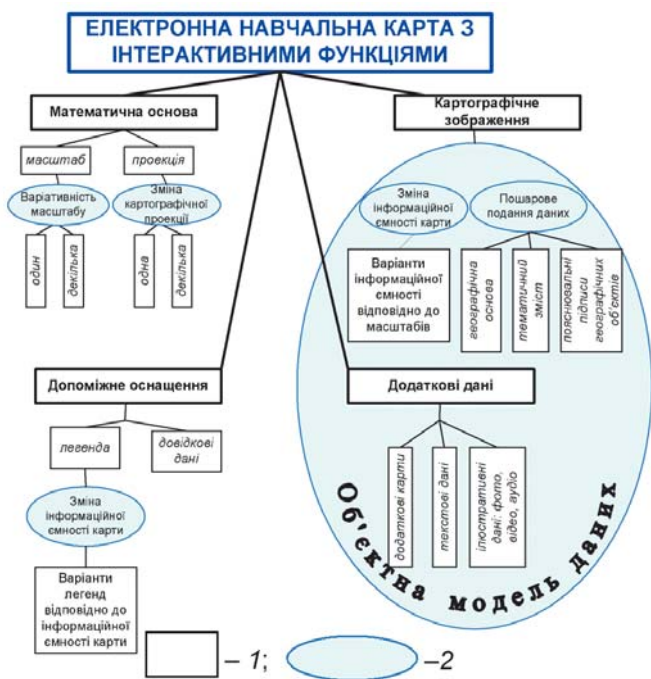 ЕЛЕКТРОННА НАВЧАЛЬНА КАРТА З
ІНТЕРАКТИВНИМИ ФУНКЦІЯМИ
Математична основа
масштаб
проекція
Варіативність
масштабу
Зміна
картографічної
проекції
один
декілька
одна
декілька
Картографічне
зображення
Зміна
інформаційної
ємності карти
Пошарове
подання даних
Варіанти
інформаційної
ємності
відповідно до
масштабів
географічна
основа
тематичний
зміст
пояснювальні
підписи
географічних
об'єктів
Допоміжне оснащення
легенда
довідкові
дані
Зміна
інформаційної
ємності карти
Варіанти
легенд
відповідно до
інформаційної
ємності карти
Додаткові дані
додаткові карти
текстові дані
ілюстративні
дані: фото,
відео, аудіо
Об'єктна модель даних
– 1;
–2